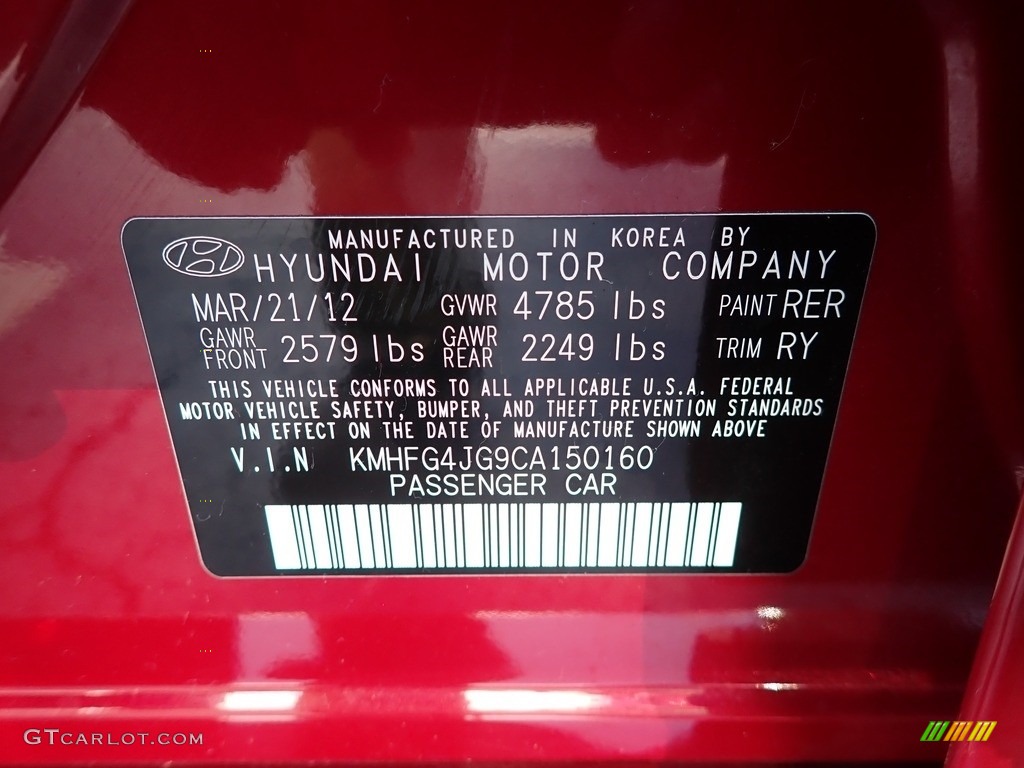 MANUFACTURED IN KOREA BY
HYUNDAI MOTOR COMPANY
MAR/21/12 GVWR 4785 lbs PAINT RER
GAWR FRONT 2579 lbs GAWR REAR 2249 lbs TRIM RY
THIS VEHICLE CONFORMS TO ALL APPLICABLE U.S.A. FEDERAL
MOTOR VEHICLE SAFETY, BUMPER, AND THEFT PREVENTION STANDARDS
IN EFFECT ON THE DATE OF MANUFACTURE SHOWN ABOVE
V.I.N KMHFG4JG9CA150160
PASSENGER CAR
GTCARLOT.COM